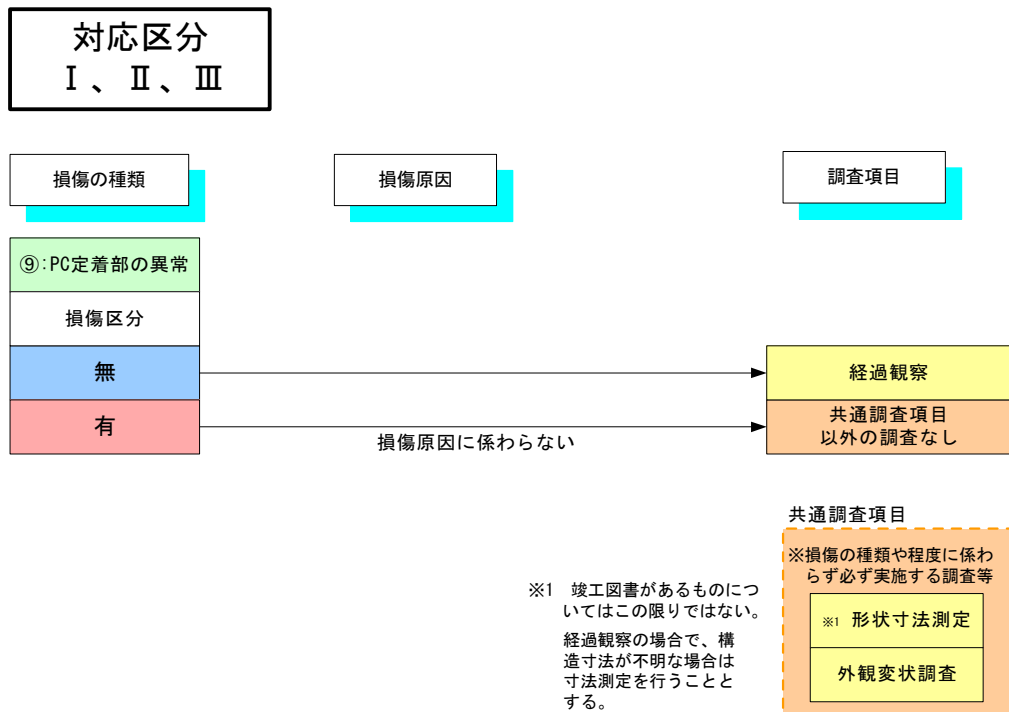 対応区分
Ⅰ、Ⅱ、Ⅲ
損傷の種類
損傷原因
調査項目
⑨:PC定着部の異常
損傷区分
無
経過観察
有
損傷原因に係わらない
共通調査項目
以外の調査なし
共通調査項目
※損傷の種類や程度に係わ
らず必ず実施する調査等
※1 形状寸法測定
外観変状調査
※1 竣工図書があるものにつ
いてはこの限りではない。
経過観察の場合で、構
造寸法が不明な場合は
寸法測定を行うことと
する。